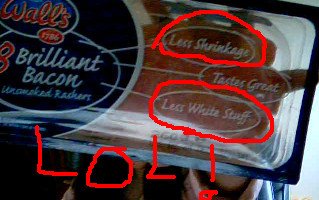 Wall's
1786
8 Brilliant
Bacon
Unsmoked Rashers
Less Shrinkage
Tastes Great
Less White Stuff
LOL!